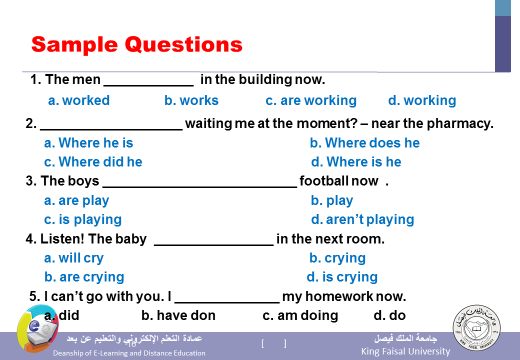 Sample Questions
1. The men ____________ in the building now.
a. worked b. works c. are working d. working
2. ___________________ waiting me at the moment? – near the pharmacy.
a. Where he is b. Where does he
c. Where did he d. Where is he
3. The boys __________________________ football now .
a. are play b. play
c. is playing d. aren’t playing
4. Listen! The baby ________________ in the next room.
a. will cry b. crying
b. are crying d. is crying
5. I can’t go with you. I ______________ my homework now.
a. did b. have don c. am doing d. do
عمادة التعلم الإلكتروني والتعليم عن بعد
Deanship of E-Learning and Distance Education
[ ]
جامعة الملك فيصل
King Faisal University